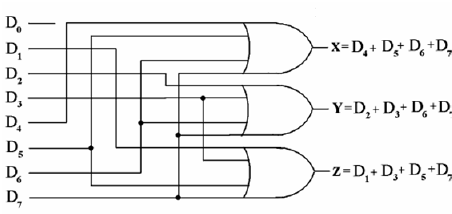 D₀
D₁
D₂
D₃
D₄
D₅
D₆
D₇
X=D₄+ D₅+ D₆ +D₇
Y=D₂+ D₃+ D₆ +D
Z=D₁+D₃ +D₅ +D₇